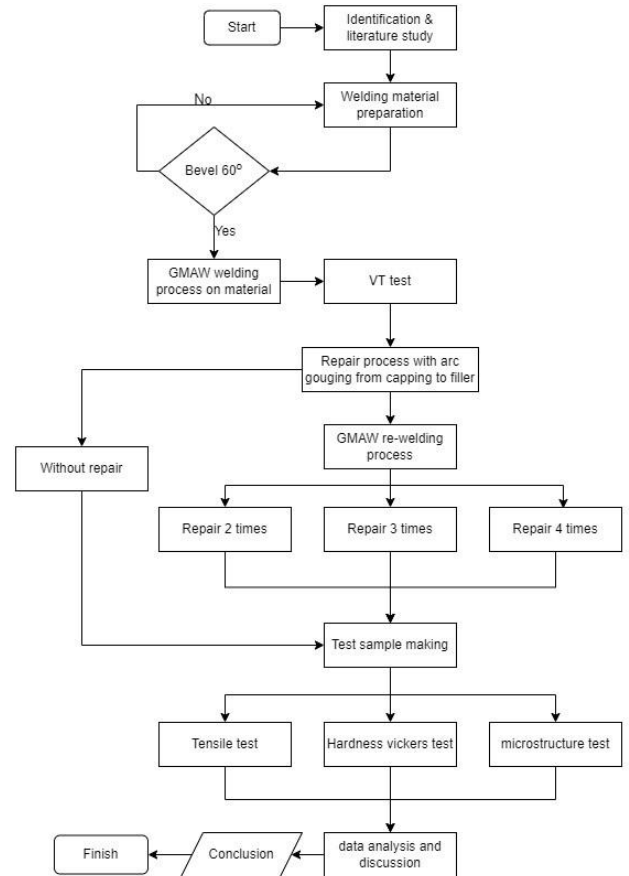 Start
Identification &
literature study
Welding material
preparation
No
Bevel 60º
Yes
GMAW welding
process on material
VT test
Repair process with arc
gouging from capping to filler
GMAW re-welding
process
Without repair
Repair 2 times
Repair 3 times
Repair 4 times
Test sample making
Tensile test
Hardness vickers test
microstructure test
Finish
Conclusion
data analysis and
discussion